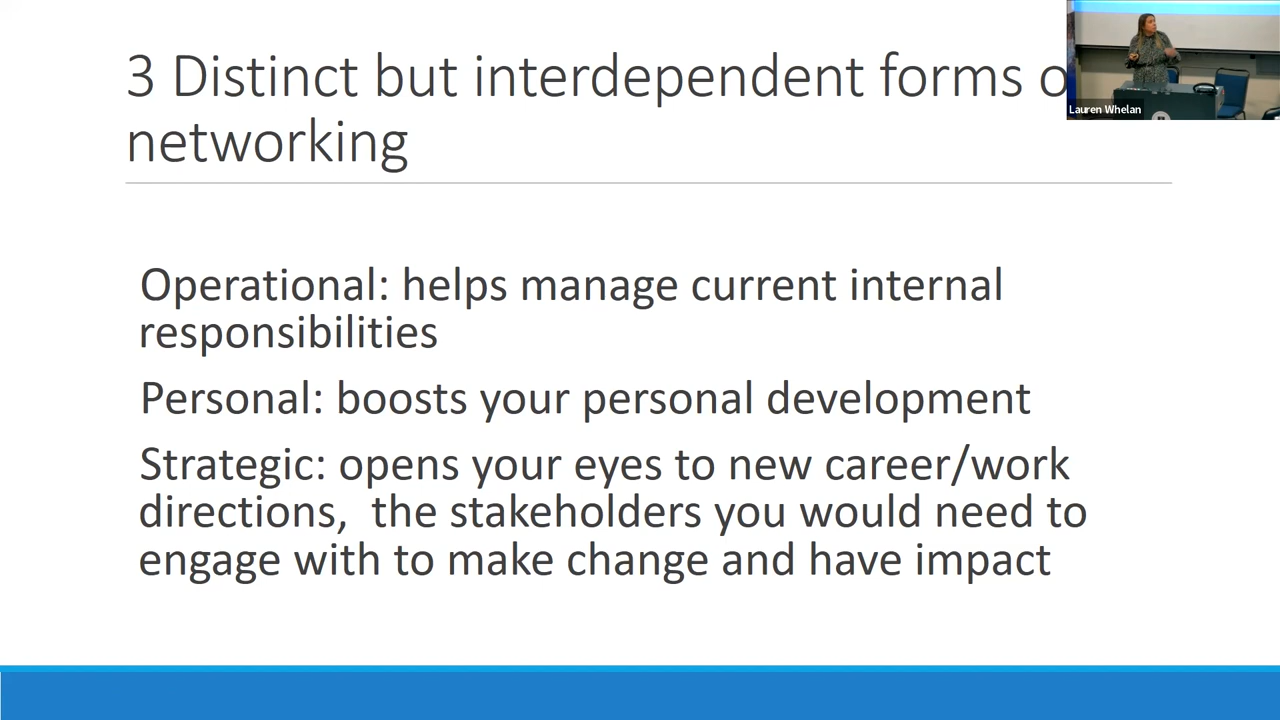 3 Distinct but interdependent forms o
networking
Lauren Whelan
Operational: helps manage current internal
responsibilities
Personal: boosts your personal development
Strategic: opens your eyes to new career/work
directions,  the stakeholders you would need to
engage with to make change and have impact